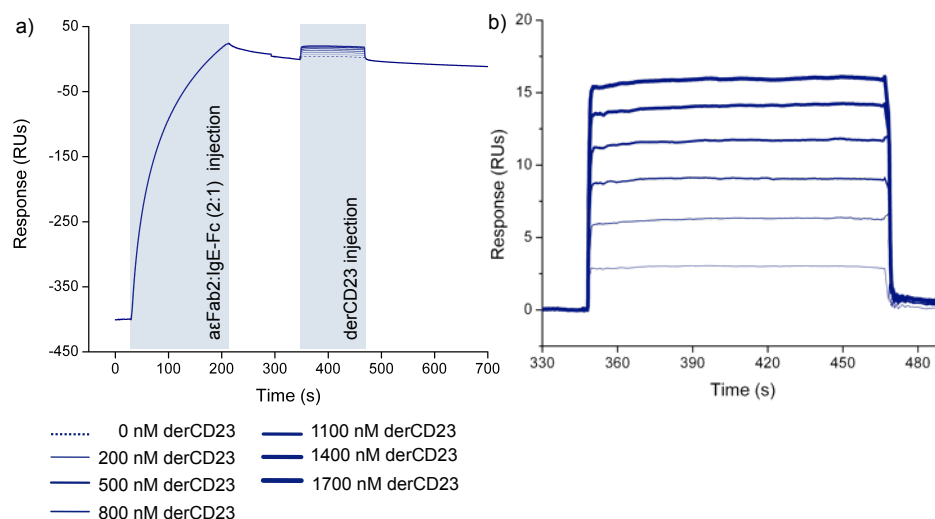 a)
50
-50
-150
-250
-350
-450
Response (RUs)
aεFab2:IgE-Fc (2:1) injection
derCD23 injection
0 100 200 300 400 500 600 700
Time (s)
b)
20
15
10
5
0
Response (RUs)
330 360 390 420 450 480
Time (s)
0 nM derCD23
200 nM derCD23
500 nM derCD23
800 nM derCD23
1100 nM derCD23
1400 nM derCD23
1700 nM derCD23